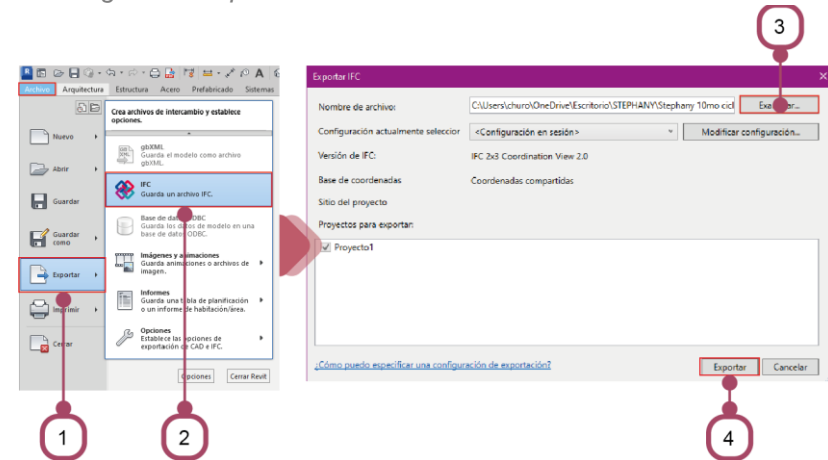 3
Archivo Arquitectura Estructura Acero Prefabricado Sistemas
Crea archivos de intercambio y establece
opciones.
Nuevo
Abrir
Guardar
Guardar
como
Exportar
Imprimir
Cerrar
gbXML
Guarda el modelo como archivo
gbXML.
IFC
Guarda un archivo IFC.
Base de datos ODBC
Guarda los datos de modelo en una
base de datos ODBC.
Imágenes y animaciones
Guarda animaciones o archivos de
imagen.
Informes
Guarda una tabla de planificación
o un informe de habitación/área.
Opciones
Establece las opciones de
exportación de CAD e IFC.
Opciones Cerrar Revit
1
2
Exportar IFC
Nombre de archivo: C:\Users\churo\OneDrive\Escritorio\STEPHANY\Stephany 10mo cicl
Configuración actualmente seleccior <Configuración en sesión> Modificar configuración...
Versión de IFC: IFC 2x3 Coordination View 2.0
Base de coordenadas Coordenadas compartidas
Sitio del proyecto
Proyectos para exportar:
Proyecto1
¿Cómo puedo especificar una configuración de exportación? Exportar Cancelar
4